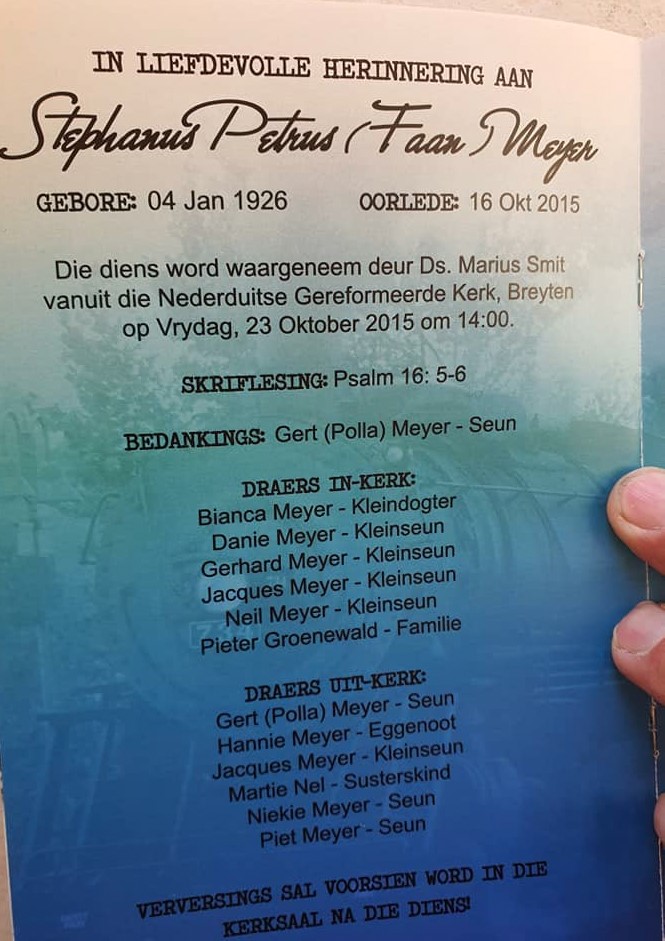 IN LIEFDEVOLLE HERINNERING AAN
Stephanus Petrus (Faan) Meyer
GEBORE: 04 Jan 1926 OORLEDE: 16 Okt 2015
Die diens word waargeneem deur Ds. Marius Smit
vanuit die Nederduitse Gereformeerde Kerk, Breyten
op Vrydag, 23 Oktober 2015 om 14:00.
SKRIFLESING: Psalm 16: 5-6
BEDANKINGS: Gert (Polla) Meyer - Seun
DRAERS IN-KERK:
Bianca Meyer - Kleindogter
Danie Meyer - Kleinseun
Gerhard Meyer - Kleinseun
Jacques Meyer - Kleinseun
Neil Meyer - Kleinseun
Pieter Groenewald - Familie
DRAERS UIT-KERK:
Gert (Polla) Meyer - Seun
Hannie Meyer - Eggenoot
Jacques Meyer - Kleinseun
Martie Nel - Susterskind
Niekie Meyer - Seun
Piet Meyer - Seun
VERVERSINGS SAL VOORSIEN WORD IN DIE
KERKSAAL NA DIE DIENS!